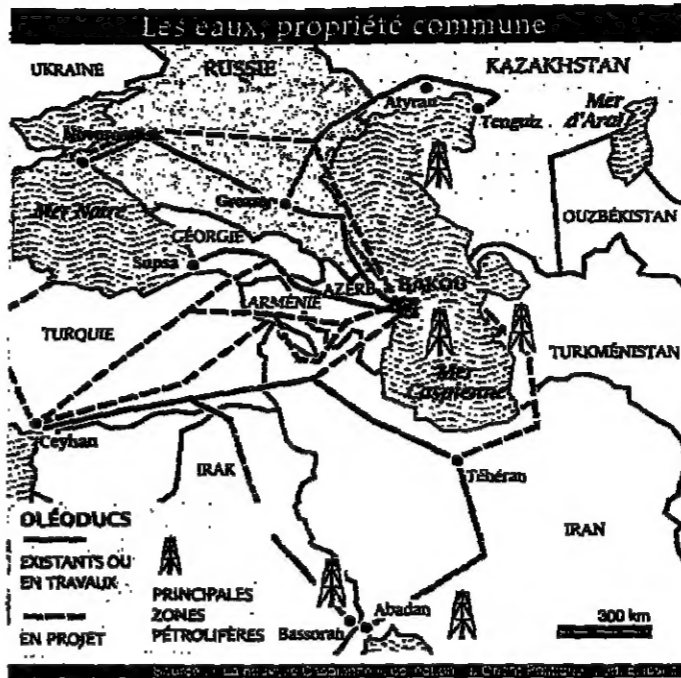 Les eaux, propriété commune
UKRAINE
RUSSIE
KAZAKHSTAN
Atyran
Tenguiz
Mer
d'Aral
Mer Noire
Grozny
OUZBÉKISTAN
GÉORGIE
Supsa
AZERB.
BAKOU
ARMÉNIE
TURQUIE
TURKMÉNISTAN
Mer
Caspienne
Ceyhan
IRAK
Téhéran
IRAN
OLÉODUCS
EXISTANTS OU
EN TRAVAUX
EN PROJET
PRINCIPALES
ZONES
PÉTROLIFÈRES
Bassorah
Abadan
300 km